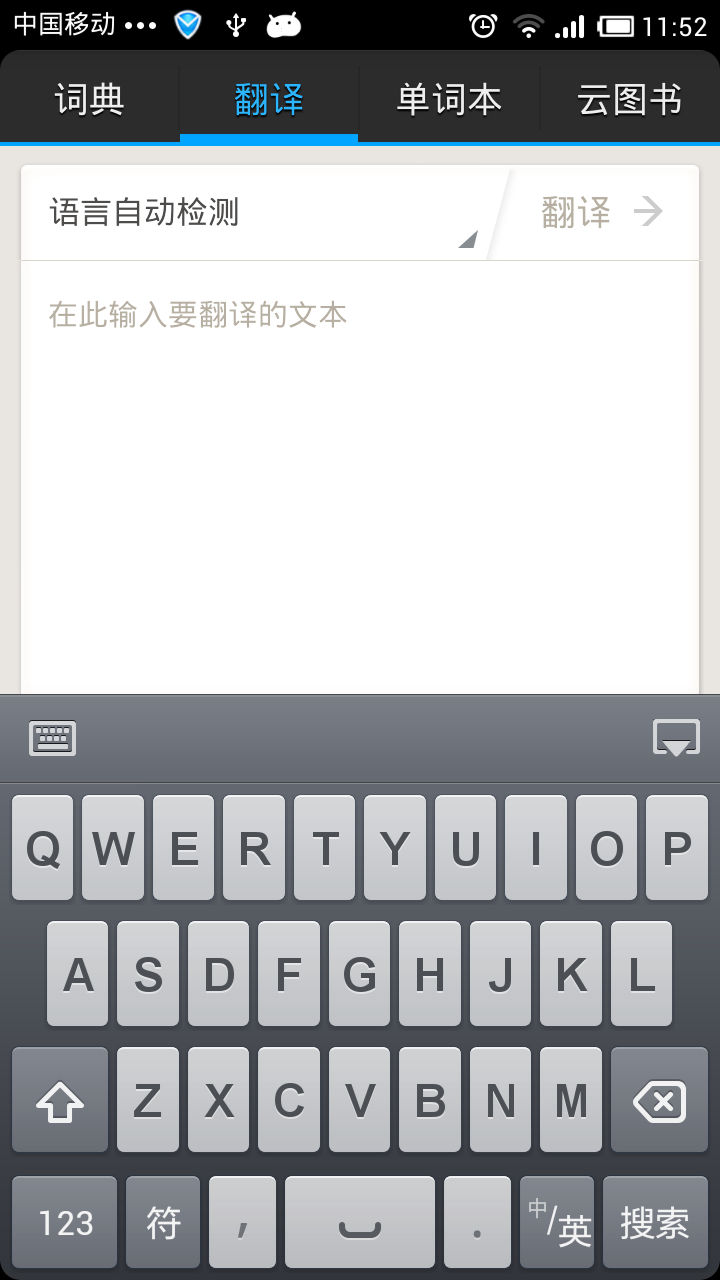 中国移动 ••• 11:52
词典 翻译 单词本 云图书
语言自动检测 翻译
在此输入要翻译的文本
Q W E R T Y U I O P
A S D F G H J K L
Z X C V B N M
123 符 , . 中/英 搜索